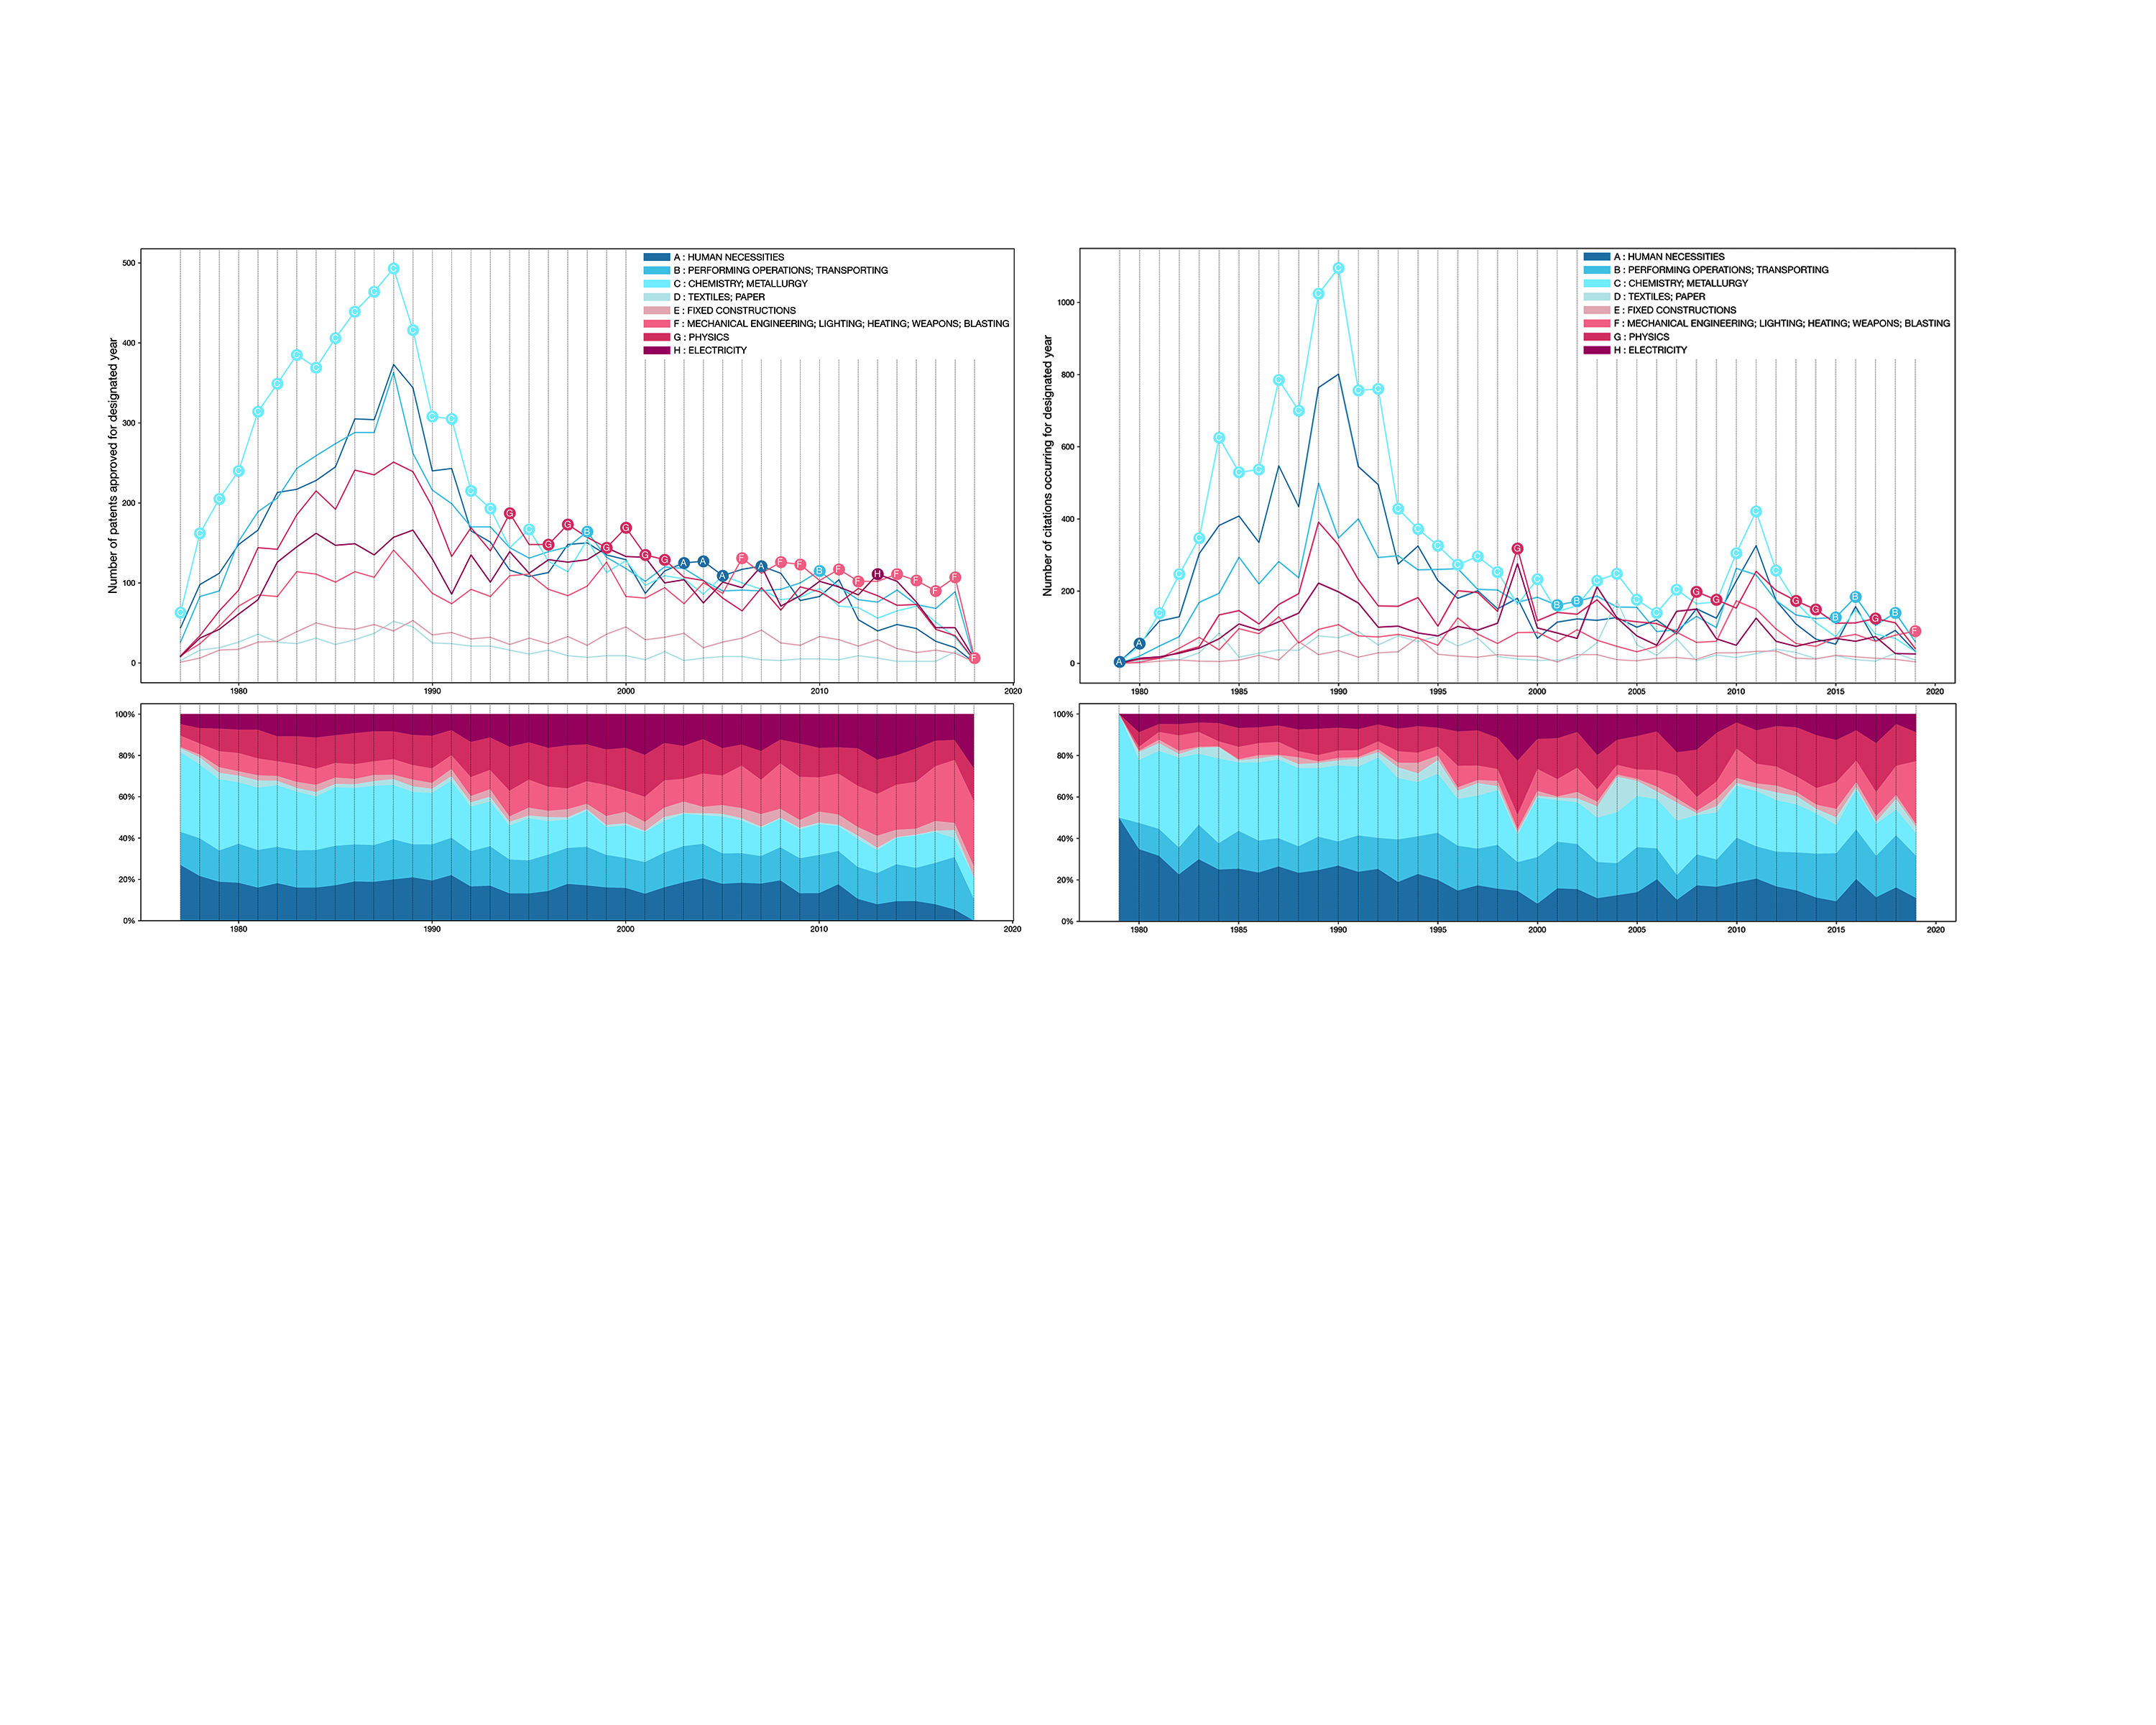 Number of patents approved for designated year
500
400
300
200
100
0
A : HUMAN NECESSITIES
B : PERFORMING OPERATIONS; TRANSPORTING
C : CHEMISTRY; METALLURGY
D : TEXTILES; PAPER
E : FIXED CONSTRUCTIONS
F : MECHANICAL ENGINEERING; LIGHTING; HEATING; WEAPONS; BLASTING
G : PHYSICS
H : ELECTRICITY
C C C C C C C C C C C C C C C C C G C G G B G G G G A A A F A F F B F F H F F F F F
1980 1990 2000 2010 2020
100%
80%
60%
40%
20%
0%
1980 1990 2000 2010 2020
Number of citations occurring for designated year
1000
800
600
400
200
0
A : HUMAN NECESSITIES
B : PERFORMING OPERATIONS; TRANSPORTING
C : CHEMISTRY; METALLURGY
D : TEXTILES; PAPER
E : FIXED CONSTRUCTIONS
F : MECHANICAL ENGINEERING; LIGHTING; HEATING; WEAPONS; BLASTING
G : PHYSICS
H : ELECTRICITY
A A C C C C C C C C C C C C C C C C C C G C B B C C C C C G G C C C G G B B G B F
1980 1985 1990 1995 2000 2005 2010 2015 2020
100%
80%
60%
40%
20%
0%
1980 1985 1990 1995 2000 2005 2010 2015 2020